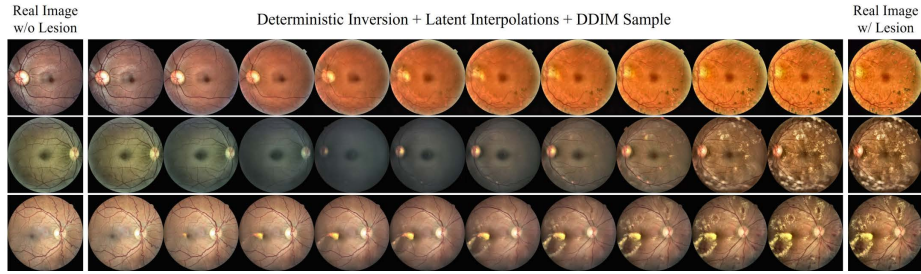 Real Image
w/o Lesion
Deterministic Inversion + Latent Interpolations + DDIM Sample
Real Image
w/ Lesion